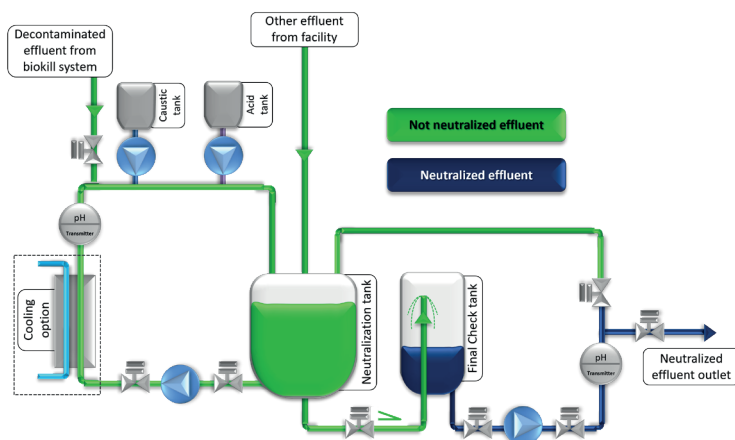 Decontaminated
effluent from
biokill system
Other effluent
from facility
Caustic
tank
Acid
tank
Not neutralized effluent
Neutralized effluent
pH
Transmitter
Cooling
option
Neutralization tank
Final Check tank
pH
Transmitter
Neutralized
effluent outlet